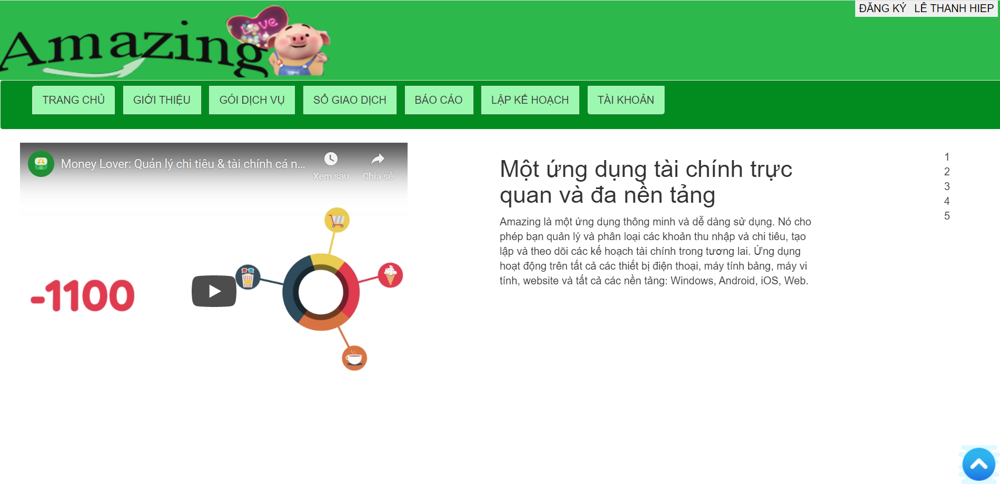 ĐĂNG KÝ LÊ THANH HIEP
Love
U
Amazing
TRANG CHỦ GIỚI THIỆU GÓI DỊCH VỤ SỔ GIAO DỊCH BÁO CÁO LẬP KẾ HOẠCH TÀI KHOẢN
Money Lover: Quản lý chi tiêu & tài chính cá n...
Xem sau Chia sẻ
-1100
Một ứng dụng tài chính trực
quan và đa nền tảng
Amazing là một ứng dụng thông minh và dễ dàng sử dụng. Nó cho
phép bạn quản lý và phân loại các khoản thu nhập và chi tiêu, tạo
lập và theo dõi các kế hoạch tài chính trong tương lai. Ứng dụng
hoạt động trên tất cả các thiết bị điện thoại, máy tính bảng, máy vi
tính, website và tất cả các nền tảng: Windows, Android, iOS, Web.
1
2
3
4
5